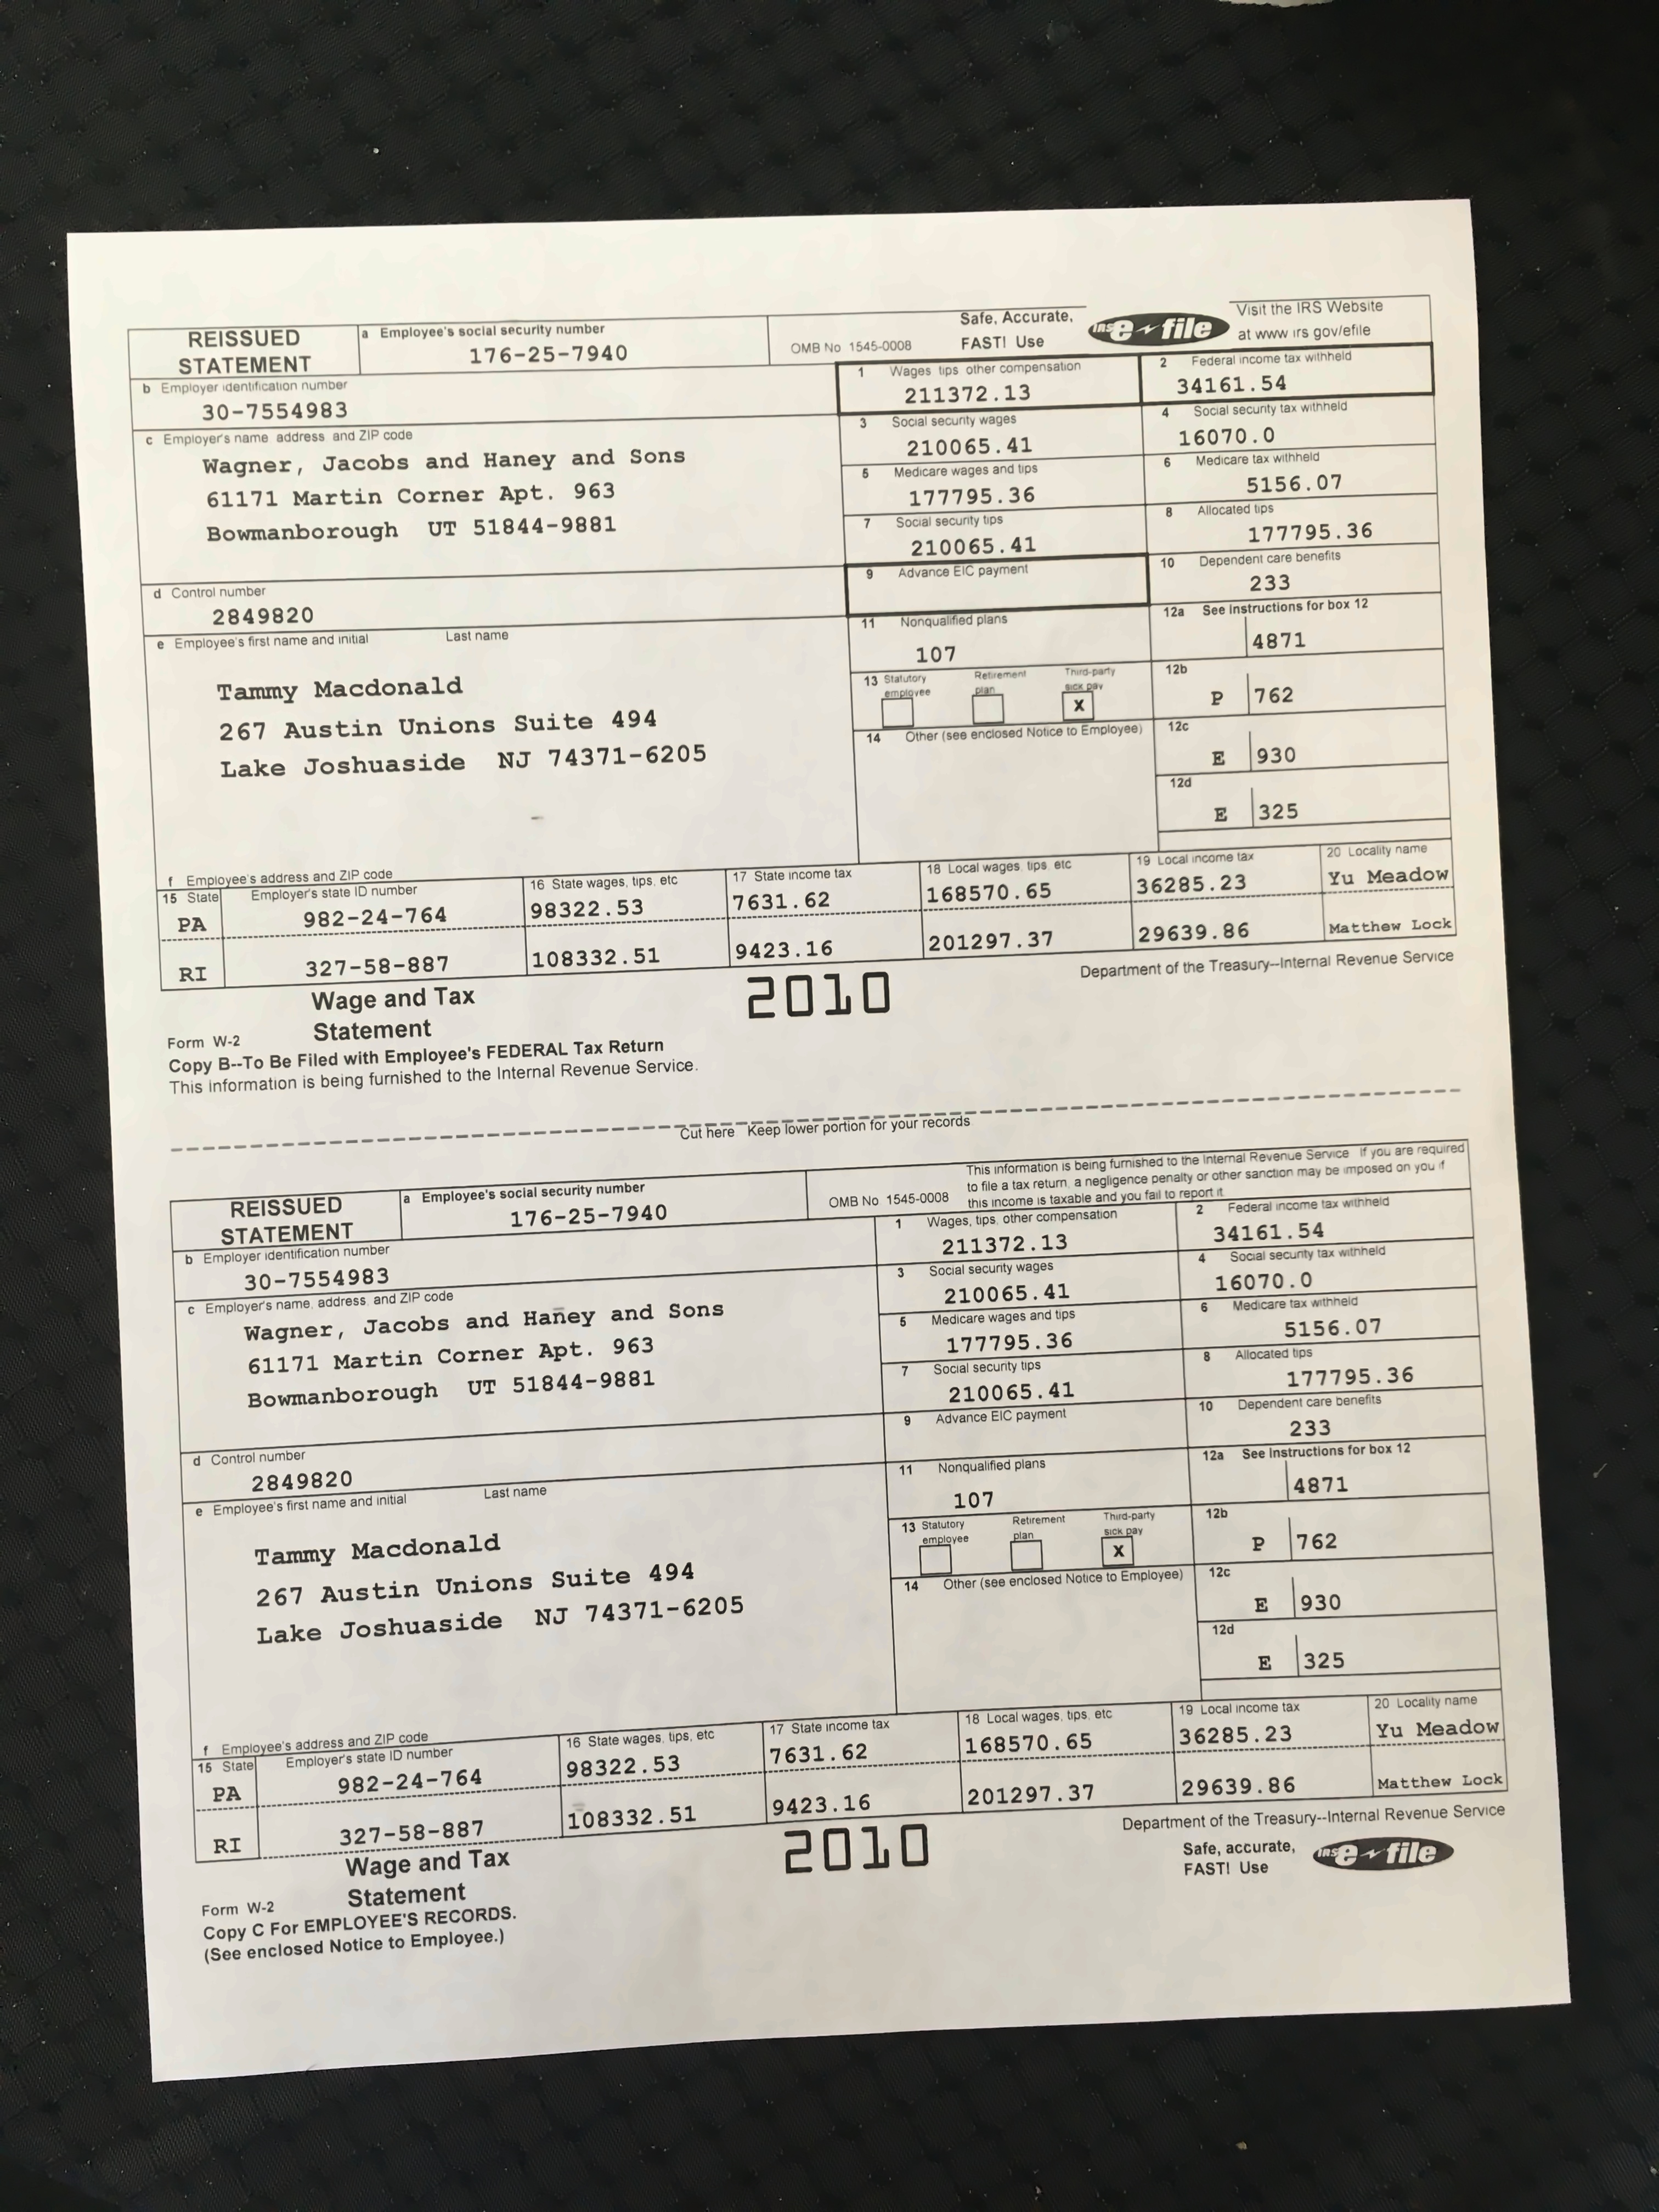 REISSUED STATEMENT
a Employee's social security number
176-25-7940
OMB No 1545-0008
Safe, Accurate,
FAST! Use
IRS e-file
Visit the IRS Website
at www irs gov/efile
b Employer identification number
30-7554983
1 Wages tips other compensation
211372.13
2 Federal income tax withheld
34161.54
c Employer's name address and ZIP code
Wagner, Jacobs and Haney and Sons
61171 Martin Corner Apt. 963
Bowmanborough UT 51844-9881
3 Social security wages
210065.41
4 Social security tax withheld
16070.0
5 Medicare wages and tips
177795.36
6 Medicare tax withheld
5156.07
7 Social security tips
210065.41
8 Allocated tips
177795.36
d Control number
2849820
9 Advance EIC payment
10 Dependent care benefits
233
e Employee's first name and initial Last name
Tammy Macdonald
267 Austin Unions Suite 494
Lake Joshuaside NJ 74371-6205
11 Nonqualified plans
107
12a See Instructions for box 12
4871
13 Statutory employee
Retirement plan
Third-party sick pay
X
12b
P 762
14 Other (see enclosed Notice to Employee)
12c
E 930
12d
E 325
f Employee's address and ZIP code
15 State Employer's state ID number
16 State wages, tips, etc
17 State income tax
18 Local wages, tips, etc
19 Local income tax
20 Locality name
PA 982-24-764 98322.53 7631.62 168570.65 36285.23 Yu Meadow
RI 327-58-887 108332.51 9423.16 201297.37 29639.86 Matthew Lock
Form W-2
Wage and Tax
Statement
2010
Department of the Treasury--Internal Revenue Service
Copy B--To Be Filed with Employee's FEDERAL Tax Return
This information is being furnished to the Internal Revenue Service.
Cut here Keep lower portion for your records
REISSUED STATEMENT
a Employee's social security number
176-25-7940
OMB No 1545-0008
This information is being furnished to the Internal Revenue Service If you are required
to file a tax return, a negligence penalty or other sanction may be imposed on you if
this income is taxable and you fail to report it
b Employer identification number
30-7554983
1 Wages, tips, other compensation
211372.13
2 Federal income tax withheld
34161.54
c Employer's name, address, and ZIP code
Wagner, Jacobs and Haney and Sons
61171 Martin Corner Apt. 963
Bowmanborough UT 51844-9881
3 Social security wages
210065.41
4 Social security tax withheld
16070.0
5 Medicare wages and tips
177795.36
6 Medicare tax withheld
5156.07
7 Social security tips
210065.41
8 Allocated tips
177795.36
d Control number
2849820
9 Advance EIC payment
10 Dependent care benefits
233
e Employee's first name and initial Last name
Tammy Macdonald
267 Austin Unions Suite 494
Lake Joshuaside NJ 74371-6205
11 Nonqualified plans
107
12a See Instructions for box 12
4871
13 Statutory employee
Retirement plan
Third-party sick pay
X
12b
P 762
14 Other (see enclosed Notice to Employee)
12c
E 930
12d
E 325
f Employee's address and ZIP code
15 State Employer's state ID number
16 State wages, tips, etc
17 State income tax
18 Local wages, tips, etc
19 Local income tax
20 Locality name
PA 982-24-764 98322.53 7631.62 168570.65 36285.23 Yu Meadow
RI 327-58-887 108332.51 9423.16 201297.37 29639.86 Matthew Lock
Form W-2
Wage and Tax
Statement
2010
Department of the Treasury--Internal Revenue Service
Safe, accurate,
FAST! Use
IRS e-file
Copy C For EMPLOYEE'S RECORDS.
(See enclosed Notice to Employee.)